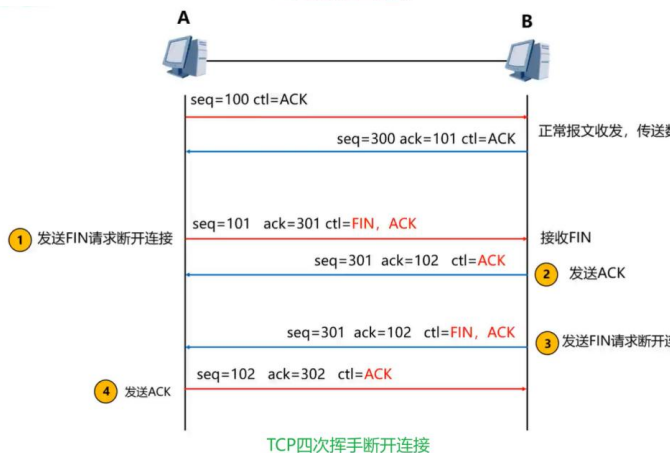 A
B
seq=100 ctl=ACK
正常报文收发，传送
seq=300 ack=101 ctl=ACK
seq=101 ack=301 ctl=FIN，ACK
1 发送FIN请求断开连接
接收FIN
seq=301 ack=102 ctl=ACK
2 发送ACK
seq=301 ack=102 ctl=FIN，ACK
3 发送FIN请求断开
seq=102 ack=302 ctl=ACK
4 发送ACK
TCP四次挥手断开连接